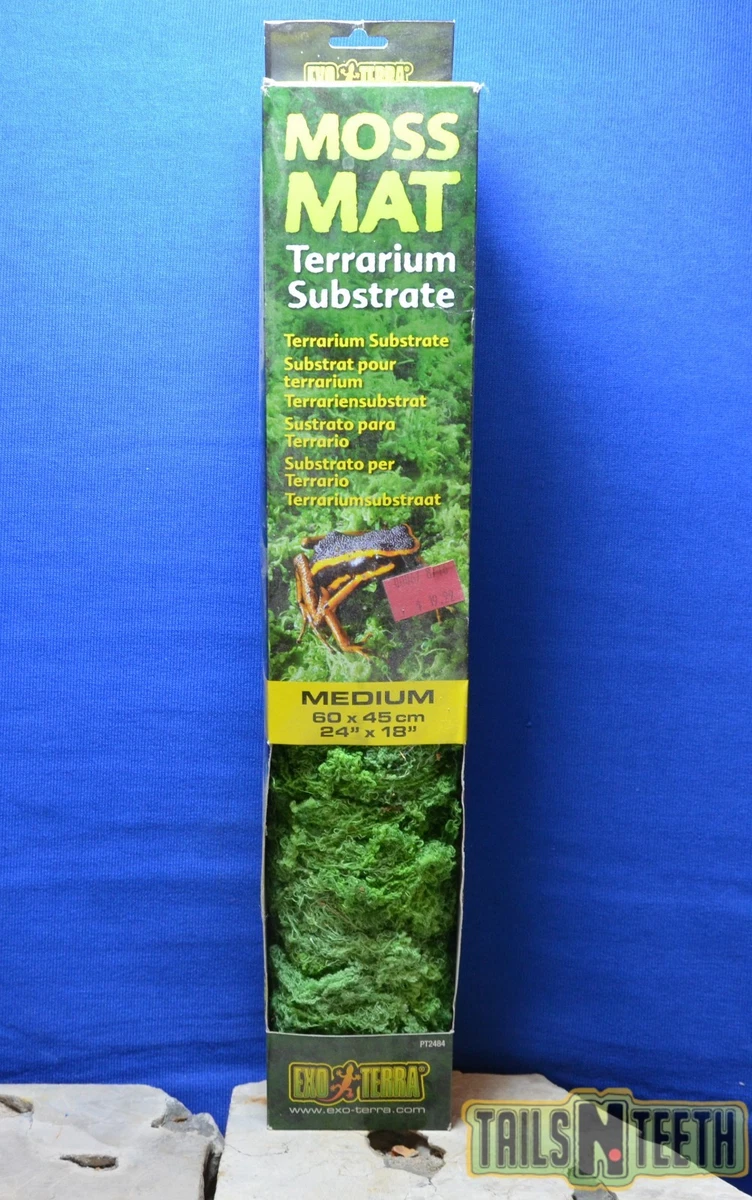 EXO TERRA®
MOSS
MAT
Terrarium
Substrate
Terrarium Substrate
Substrat pour
terrarium
Terrariensubstrat
Sustrato para
Terrario
Substrato per
Terrario
Terrariumsubstraat
MEDIUM
60 x 45 cm
24” x 18”
PT2484
EXO TERRA®
www.exo-terra.com
TAILS N TEETH